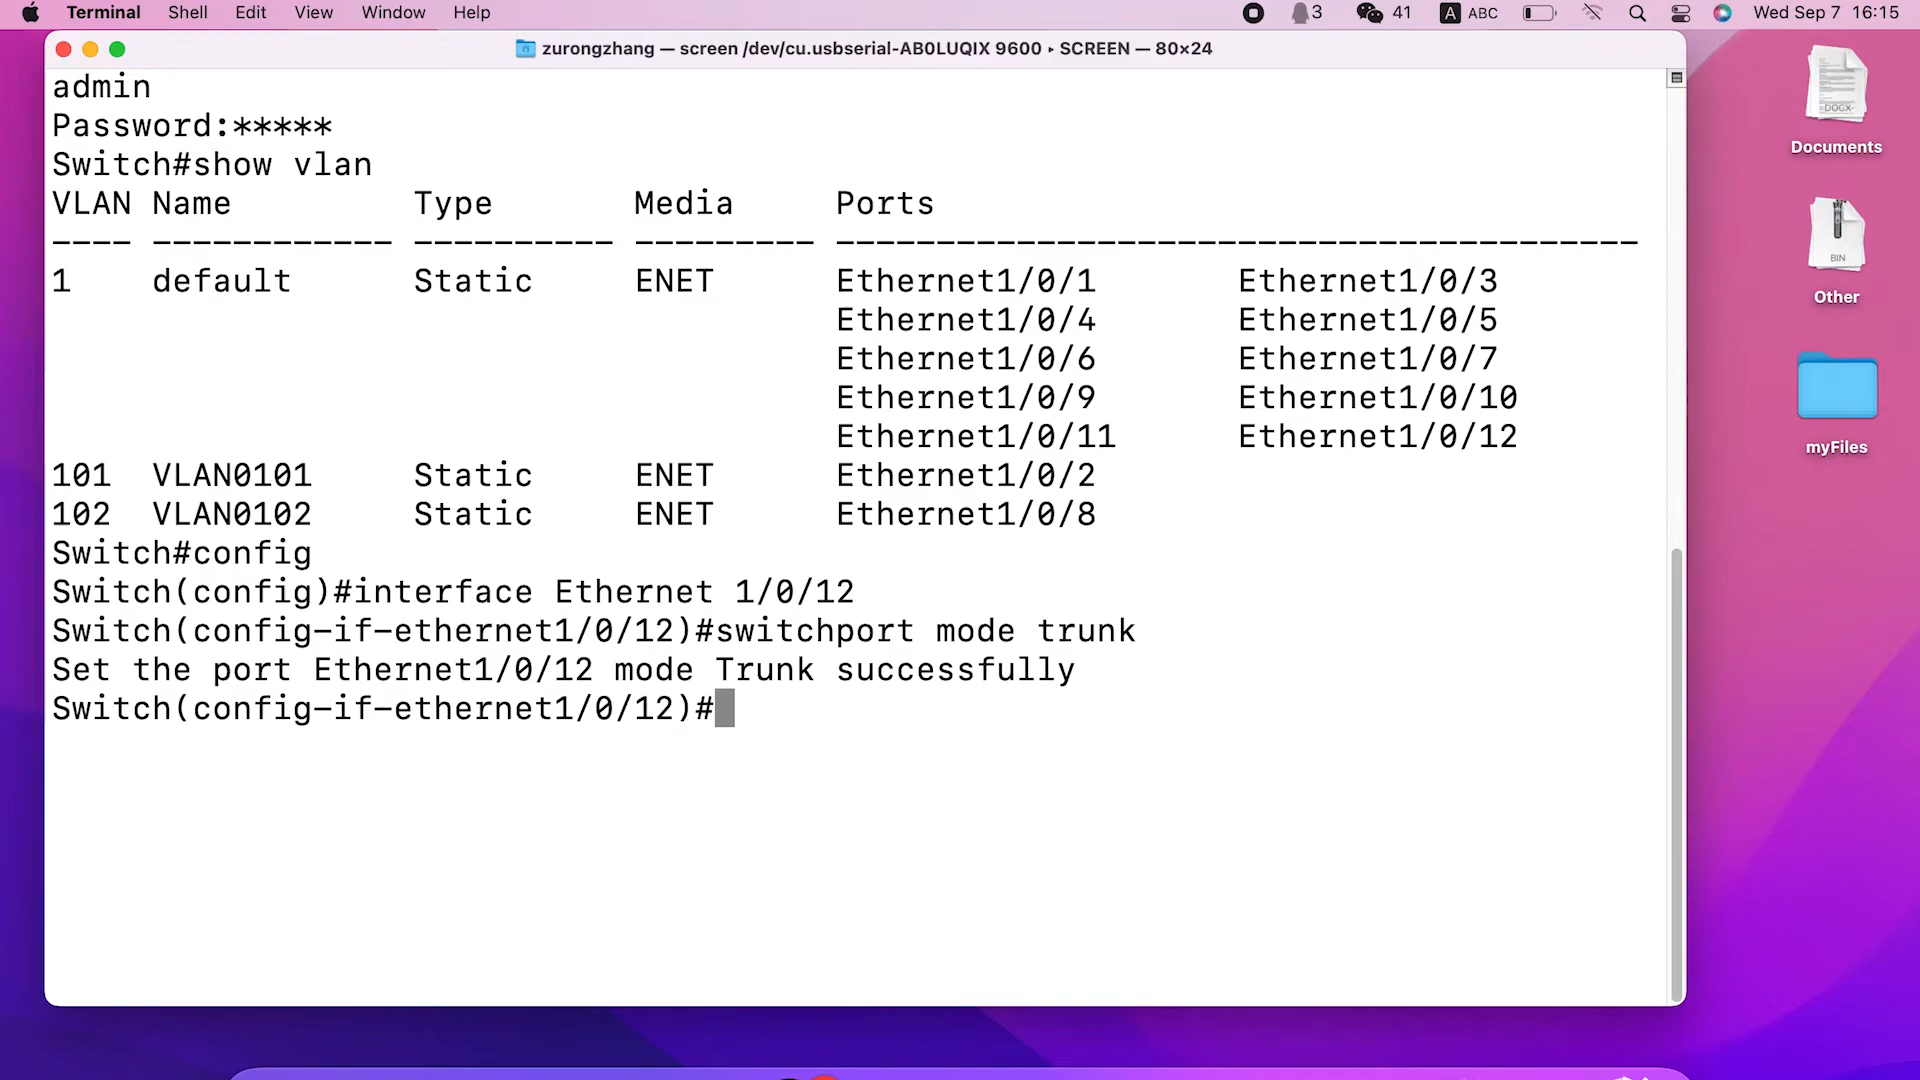 Terminal Shell Edit View Window Help 3 41 A ABC Wed Sep 7 16:15
zurongzhang — screen /dev/cu.usbserial-AB0LUQIX 9600 ▸ SCREEN — 80×24
admin
Password:*****
Switch#show vlan
VLAN Name Type Media Ports
---- ------------ ---------- --------- ----------------------------------------
1 default Static ENET Ethernet1/0/1 Ethernet1/0/3
Ethernet1/0/4 Ethernet1/0/5
Ethernet1/0/6 Ethernet1/0/7
Ethernet1/0/9 Ethernet1/0/10
Ethernet1/0/11 Ethernet1/0/12
101 VLAN0101 Static ENET Ethernet1/0/2
102 VLAN0102 Static ENET Ethernet1/0/8
Switch#config
Switch(config)#interface Ethernet 1/0/12
Switch(config-if-ethernet1/0/12)#switchport mode trunk
Set the port Ethernet1/0/12 mode Trunk successfully
Switch(config-if-ethernet1/0/12)#
DOCX
Documents
BIN
Other
myFiles